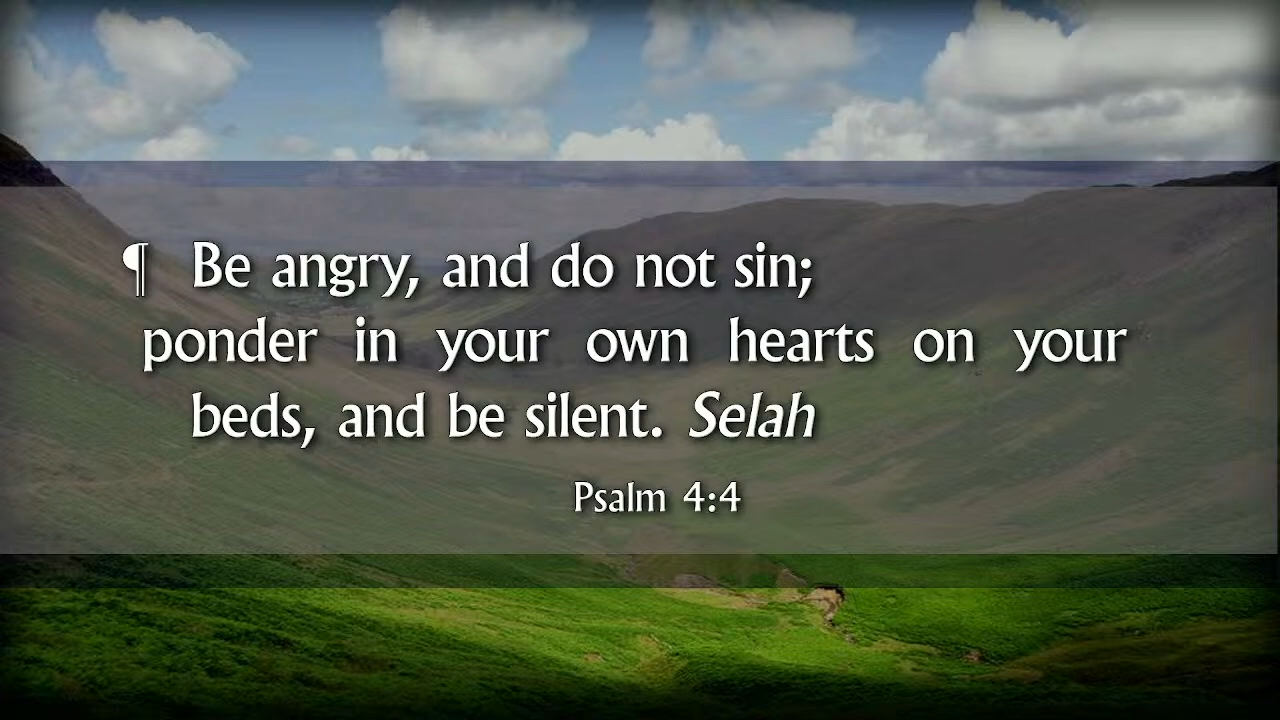 ¶ Be angry, and do not sin;
ponder in your own hearts on your
beds, and be silent. Selah
Psalm 4:4